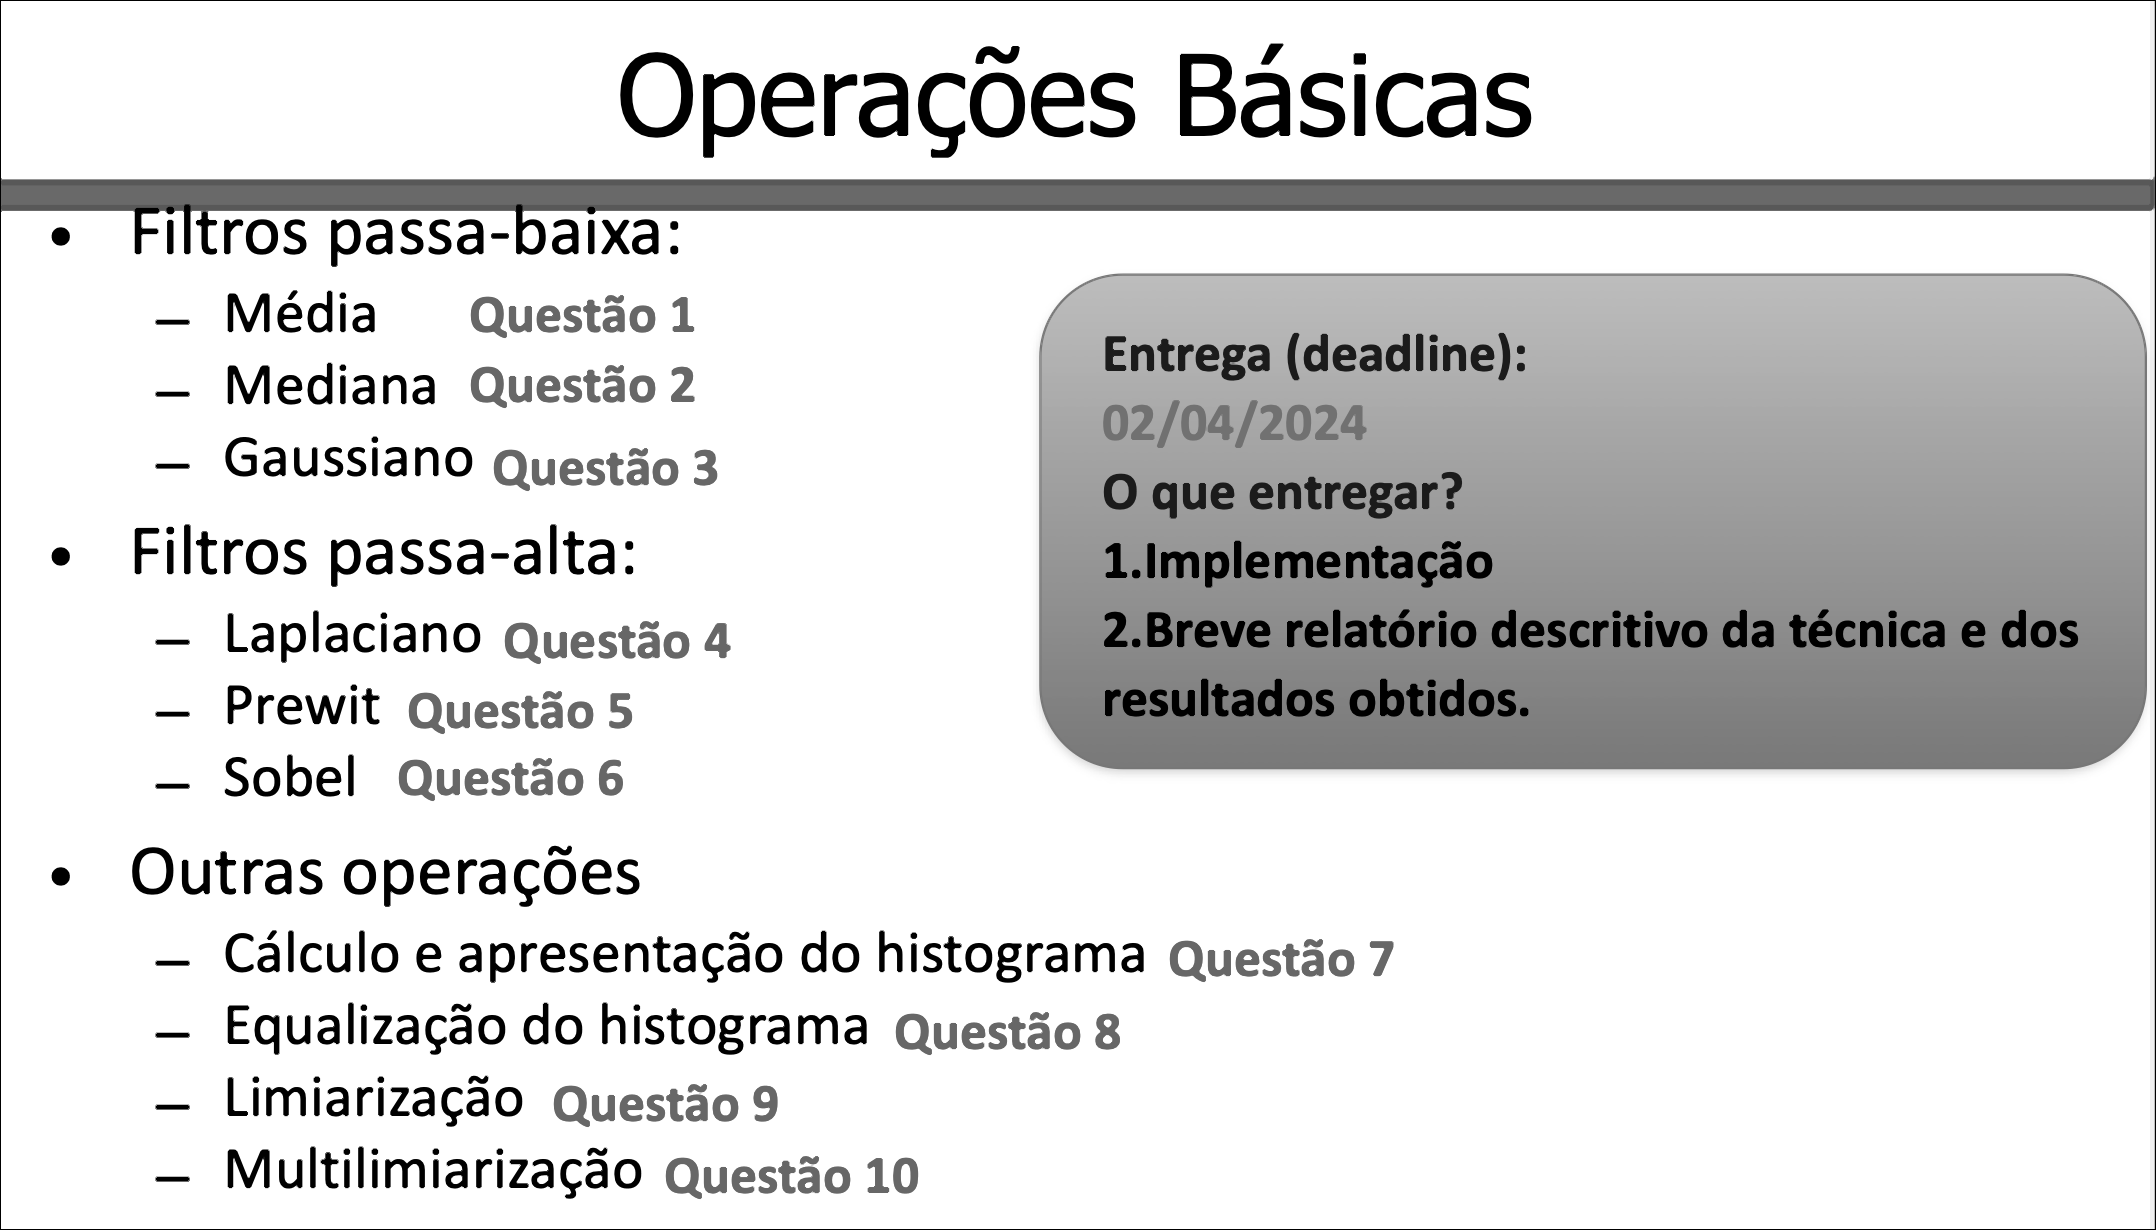 Operações Básicas
• Filtros passa-baixa:
– Média Questão 1
– Mediana Questão 2
– Gaussiano Questão 3
• Filtros passa-alta:
– Laplaciano Questão 4
– Prewit Questão 5
– Sobel Questão 6
• Outras operações
– Cálculo e apresentação do histograma Questão 7
– Equalização do histograma Questão 8
– Limiarização Questão 9
– Multilimiarização Questão 10
Entrega (deadline):
02/04/2024
O que entregar?
1.Implementação
2.Breve relatório descritivo da técnica e dos
resultados obtidos.